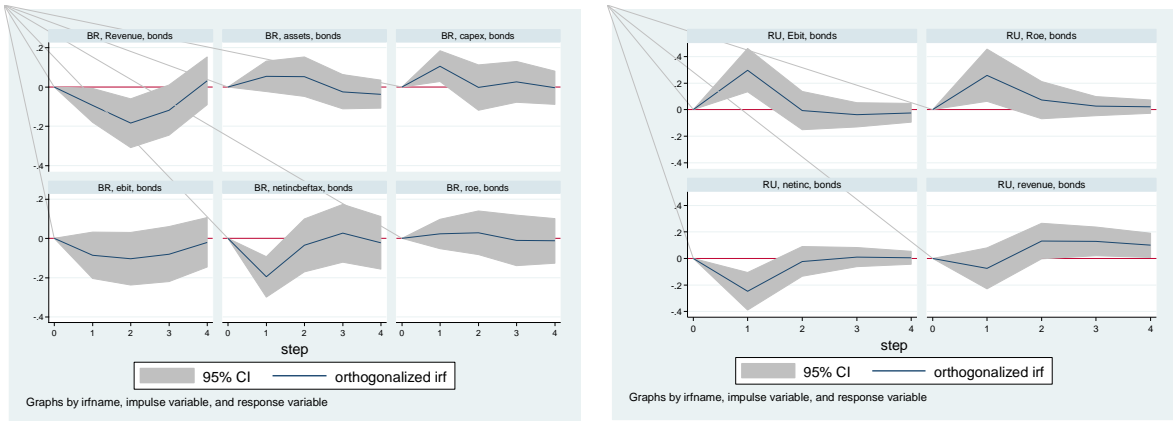 BR, Revenue, bonds
BR, assets, bonds
BR, capex, bonds
.2
0
-.2
-.4
BR, ebit, bonds
BR, netincbeftax, bonds
BR, roe, bonds
.2
0
-.2
-.4
0 1 2 3 4
0 1 2 3 4
0 1 2 3 4
step
95% CI
orthogonalized irf
Graphs by irfname, impulse variable, and response variable
RU, Ebit, bonds
RU, Roe, bonds
.4
.2
0
-.2
-.4
RU, netinc, bonds
RU, revenue, bonds
.4
.2
0
-.2
-.4
0 1 2 3 4
0 1 2 3 4
step
95% CI
orthogonalized irf
Graphs by irfname, impulse variable, and response variable